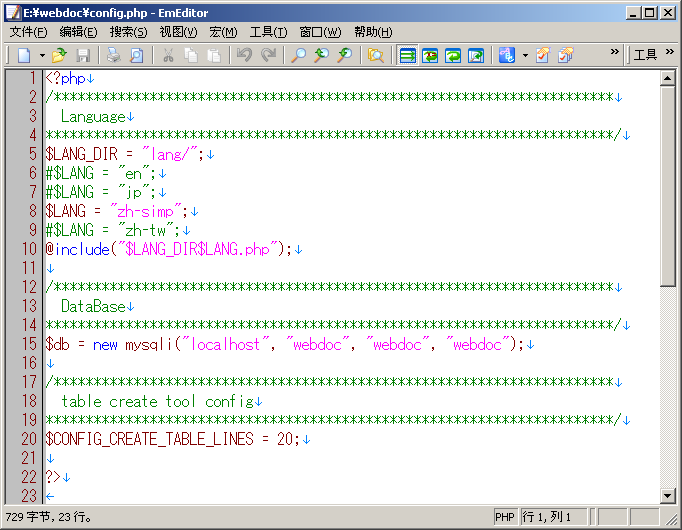 E:¥webdoc¥config.php - EmEditor
文件(F) 编辑(E) 搜索(S) 视图(V) 宏(M) 工具(T) 窗口(W) 帮助(H)
» 工具 »
1 <?php↓
2 /**********************************************************************↓
3 Language↓
4 **********************************************************************​*/↓
5 $LANG_DIR = "lang/";↓
6 #$LANG = "en";↓
7 #$LANG = "jp";↓
8 $LANG = "zh-simp";↓
9 #$LANG = "zh-tw";↓
10 @include("$LANG_DIR$LANG.php");↓
11 ↓
12 /**********************************************************************↓
13 DataBase↓
14 ***********************************************************************/↓
15 $db = new mysqli("localhost", "webdoc", "webdoc", "webdoc");↓
16 ↓
17 /**********************************************************************↓
18 table create tool config↓
19 ***********************************************************************/↓
20 $CONFIG_CREATE_TABLE_LINES = 20;↓
21 ↓
22 ?>↓
23 ←
729 字节, 23 行。 PHP 行 1, 列 1